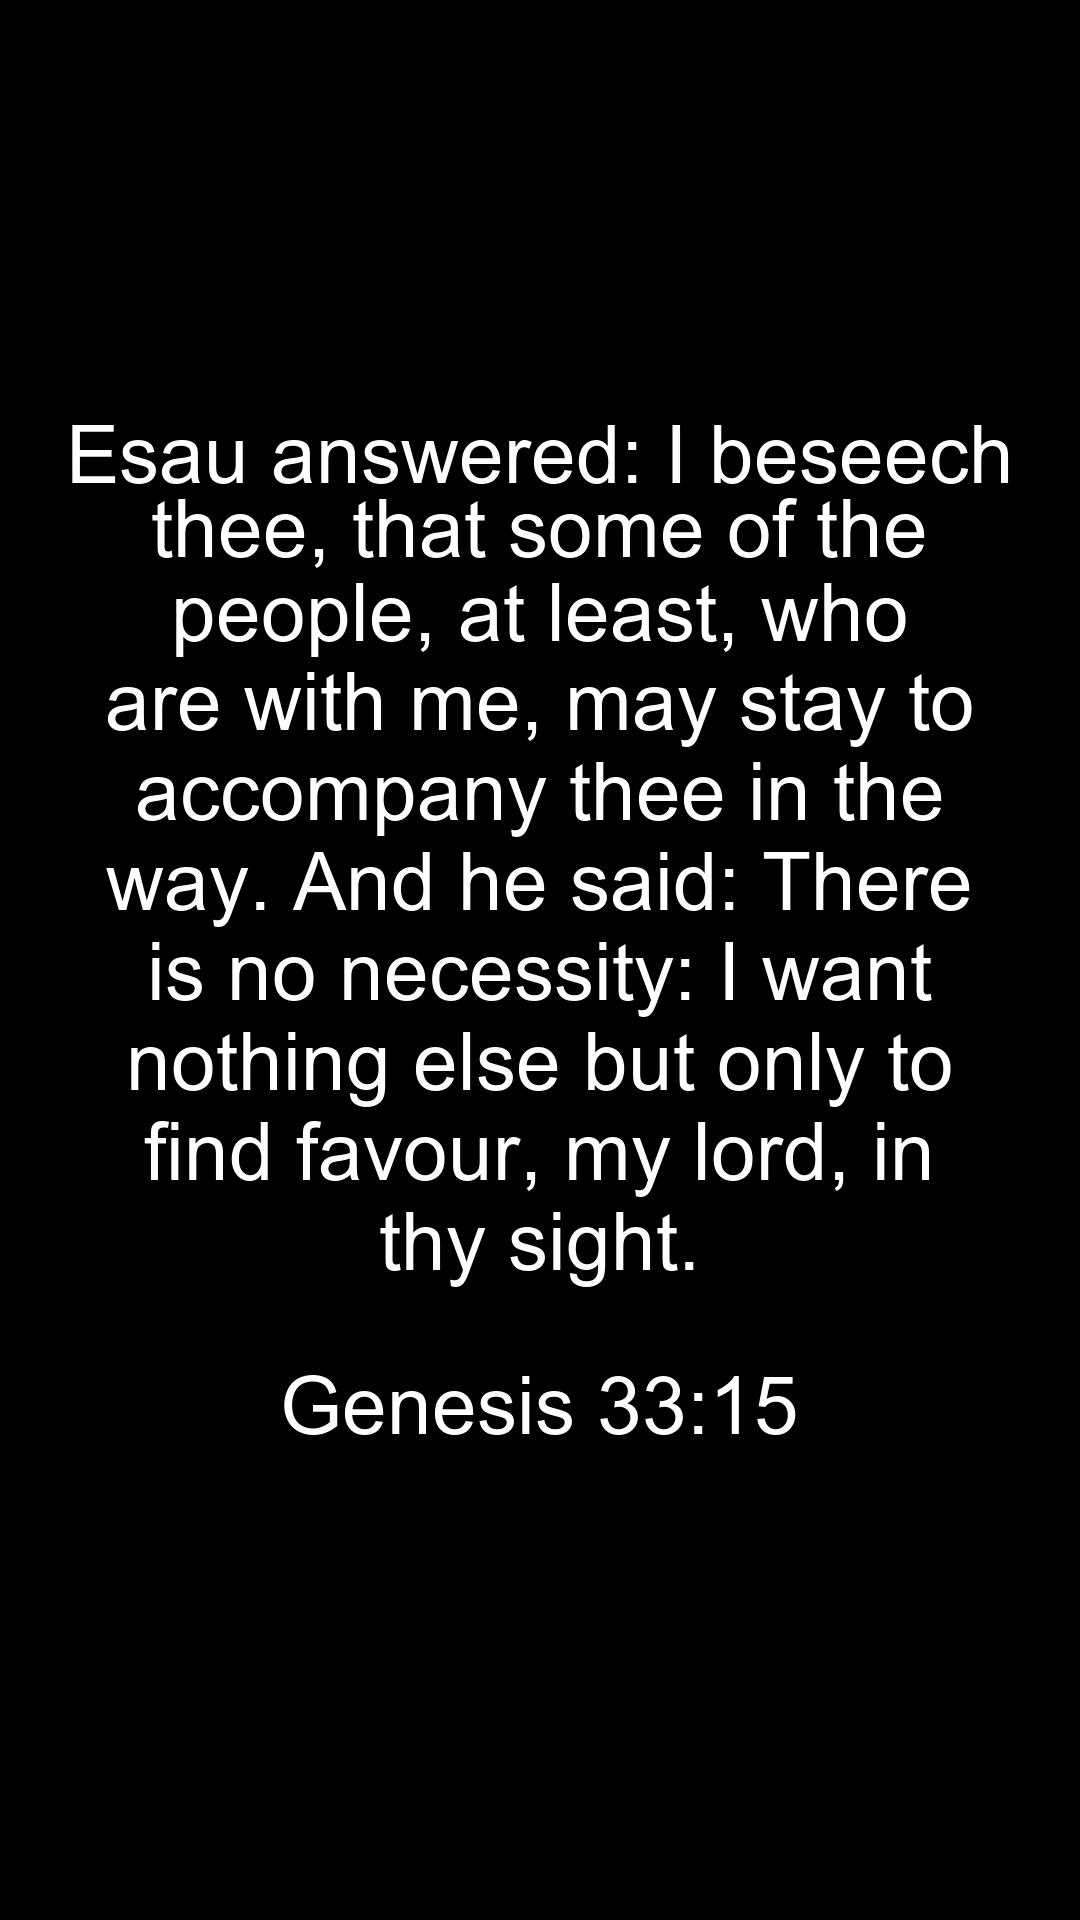 Esau answered: I beseech
thee, that some of the
people, at least, who
are with me, may stay to
accompany thee in the
way. And he said: There
is no necessity: I want
nothing else but only to
find favour, my lord, in
thy sight.
Genesis 33:15